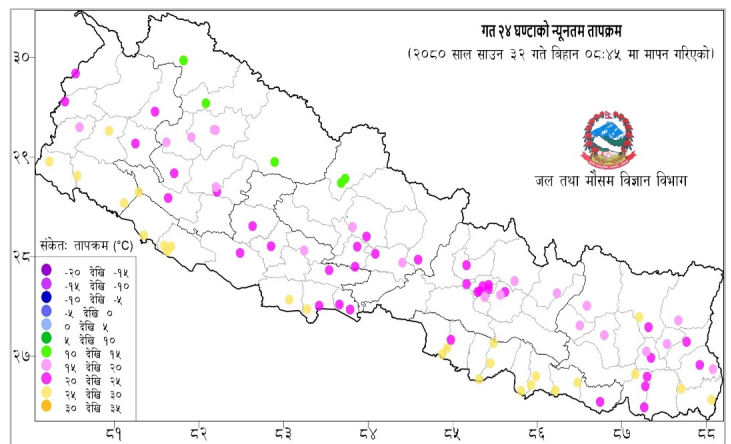 गत २४ घण्टाको न्यूनतम तापक्रम
(२०८० साल साउन ३२ गते बिहान ०८:४५ मा मापन गरिएको)
जल तथा मौसम विज्ञान विभाग
३०
२९
२८
२७
संकेतः तापक्रम (°C)
-२० देखि -१५
-१५ देखि -१०
-१० देखि -५
-५ देखि ०
० देखि ५
५ देखि १०
१० देखि १५
१५ देखि २०
२० देखि २५
२५ देखि ३०
३० देखि ३५
८१ ८२ ८३ ८४ ८५ ८६ ८७ ८८